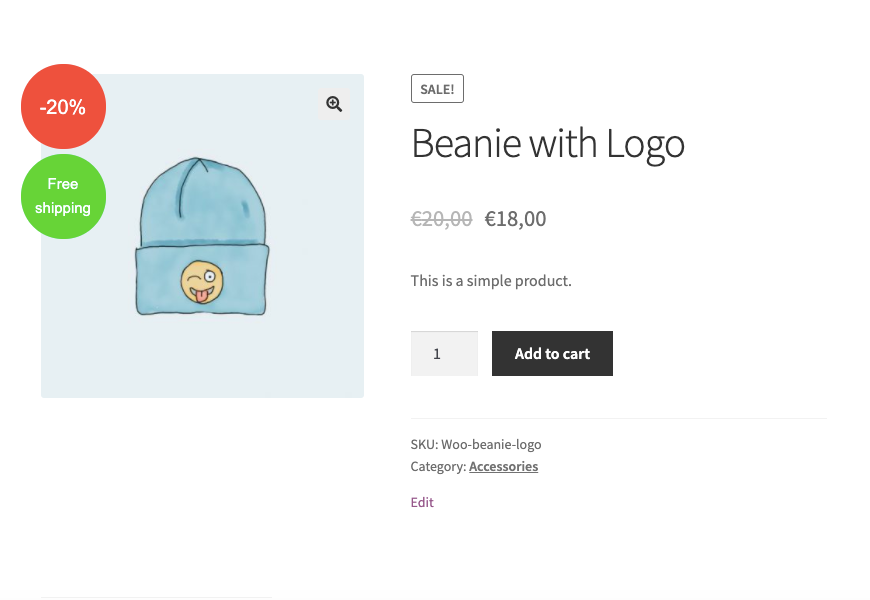 -20%
Free
shipping
SALE!
Beanie with Logo
€20,00 €18,00
This is a simple product.
1
Add to cart
SKU: Woo-beanie-logo
Category: Accessories
Edit